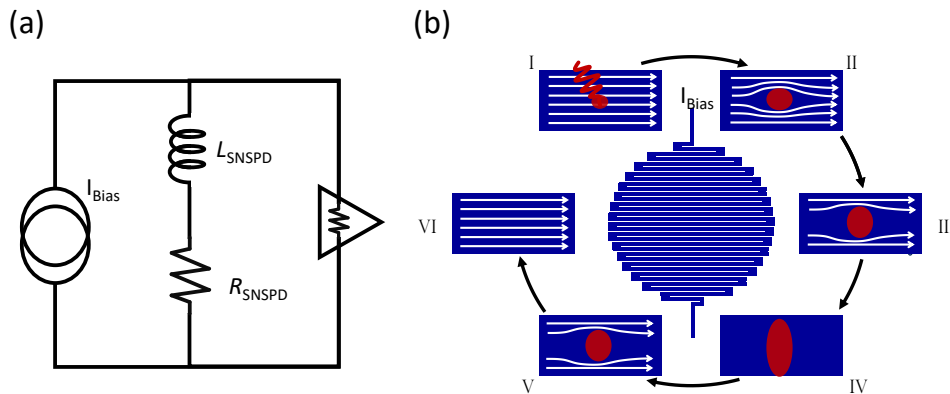 (a)
(b)
I
II
I_Bias
L_SNSPD
I_Bias
VI
II
R_SNSPD
V
IV